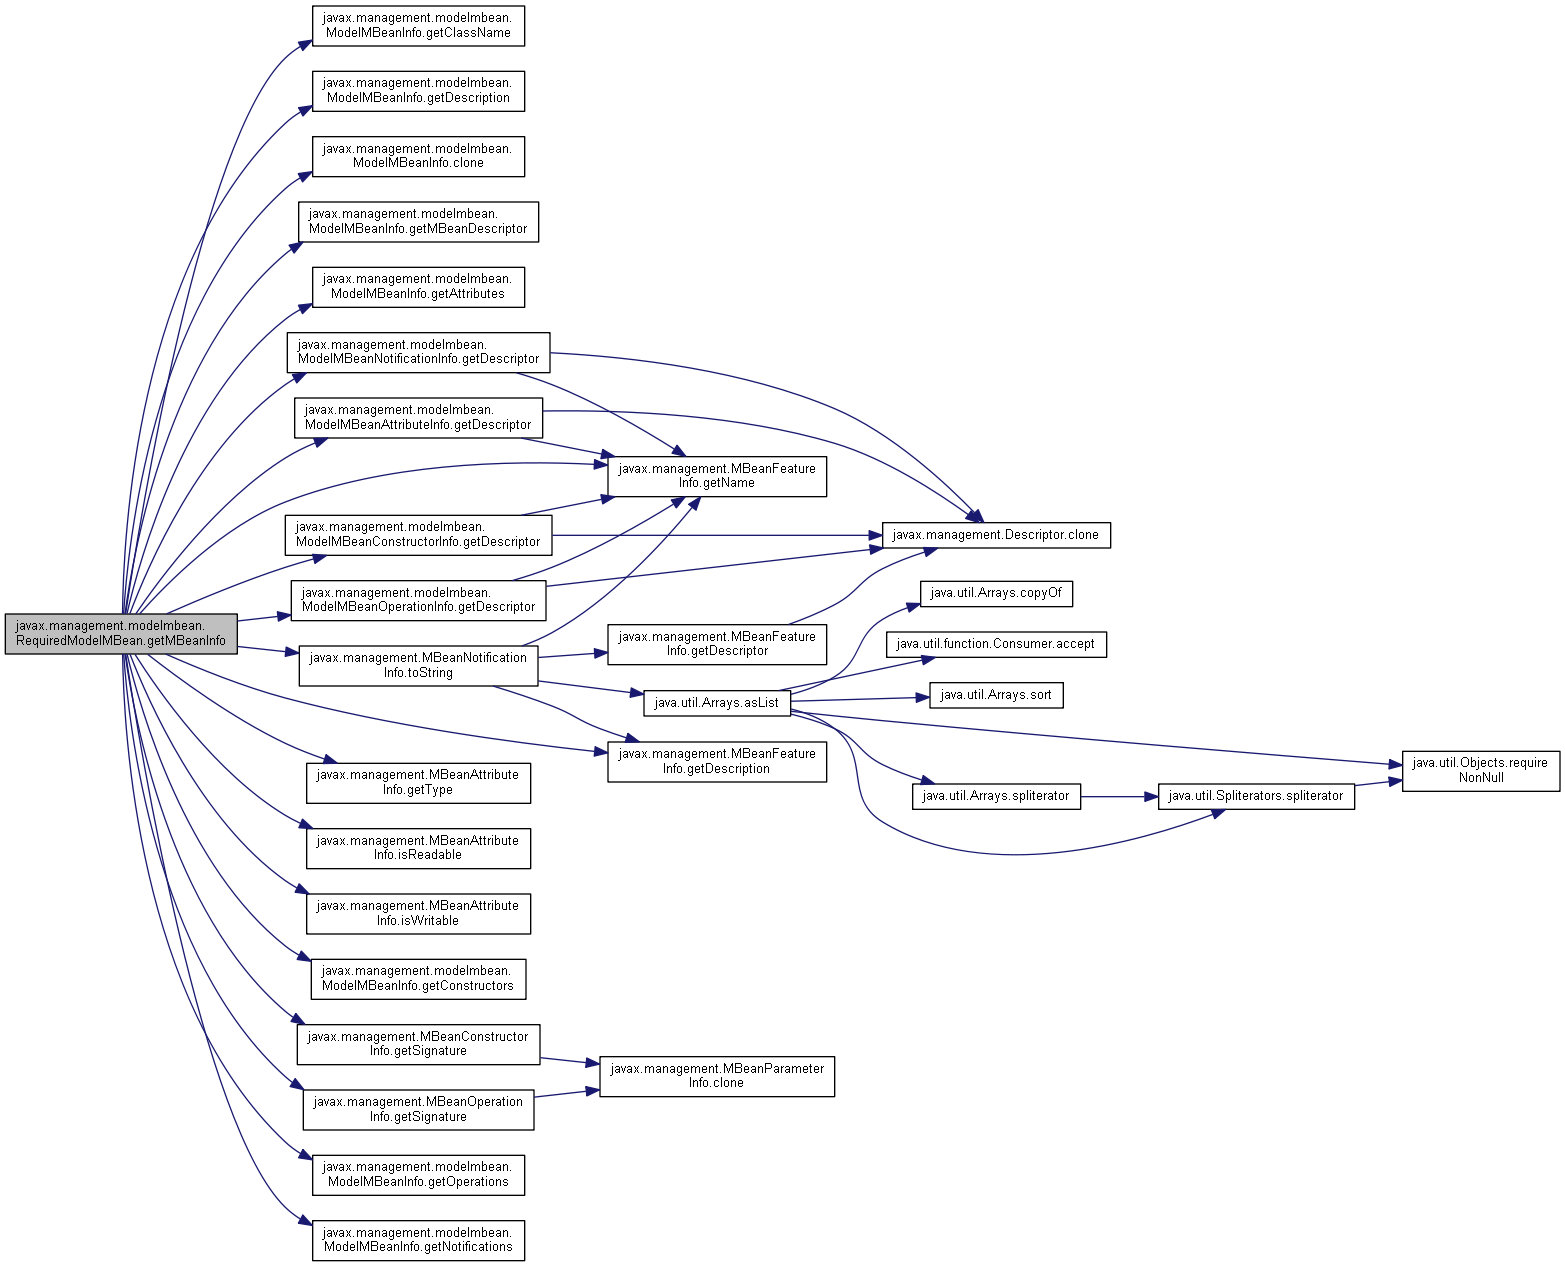 javax.management.modelmbean.
ModelMBeanInfo.getClassName
javax.management.modelmbean.
ModelMBeanInfo.getDescription
javax.management.modelmbean.
ModelMBeanInfo.clone
javax.management.modelmbean.
ModelMBeanInfo.getMBeanDescriptor
javax.management.modelmbean.
ModelMBeanInfo.getAttributes
javax.management.modelmbean.
ModelMBeanNotificationInfo.getDescriptor
javax.management.modelmbean.
ModelMBeanAttributeInfo.getDescriptor
javax.management.MBeanFeature
Info.getName
javax.management.modelmbean.
ModelMBeanConstructorInfo.getDescriptor
javax.management.Descriptor.clone
javax.management.modelmbean.
ModelMBeanOperationInfo.getDescriptor
java.util.Arrays.copyOf
javax.management.modelmbean.
RequiredModelMBean.getMBeanInfo
javax.management.MBeanFeature
Info.getDescriptor
java.util.function.Consumer.accept
javax.management.MBeanNotification
Info.toString
java.util.Arrays.asList
java.util.Arrays.sort
javax.management.MBeanFeature
Info.getDescription
java.util.Objects.require
NonNull
javax.management.MBeanAttribute
Info.getType
java.util.Arrays.spliterator
java.util.Spliterators.spliterator
javax.management.MBeanAttribute
Info.isReadable
javax.management.MBeanAttribute
Info.isWritable
javax.management.modelmbean.
ModelMBeanInfo.getConstructors
javax.management.MBeanConstructor
Info.getSignature
javax.management.MBeanParameter
Info.clone
javax.management.MBeanOperation
Info.getSignature
javax.management.modelmbean.
ModelMBeanInfo.getOperations
javax.management.modelmbean.
ModelMBeanInfo.getNotifications